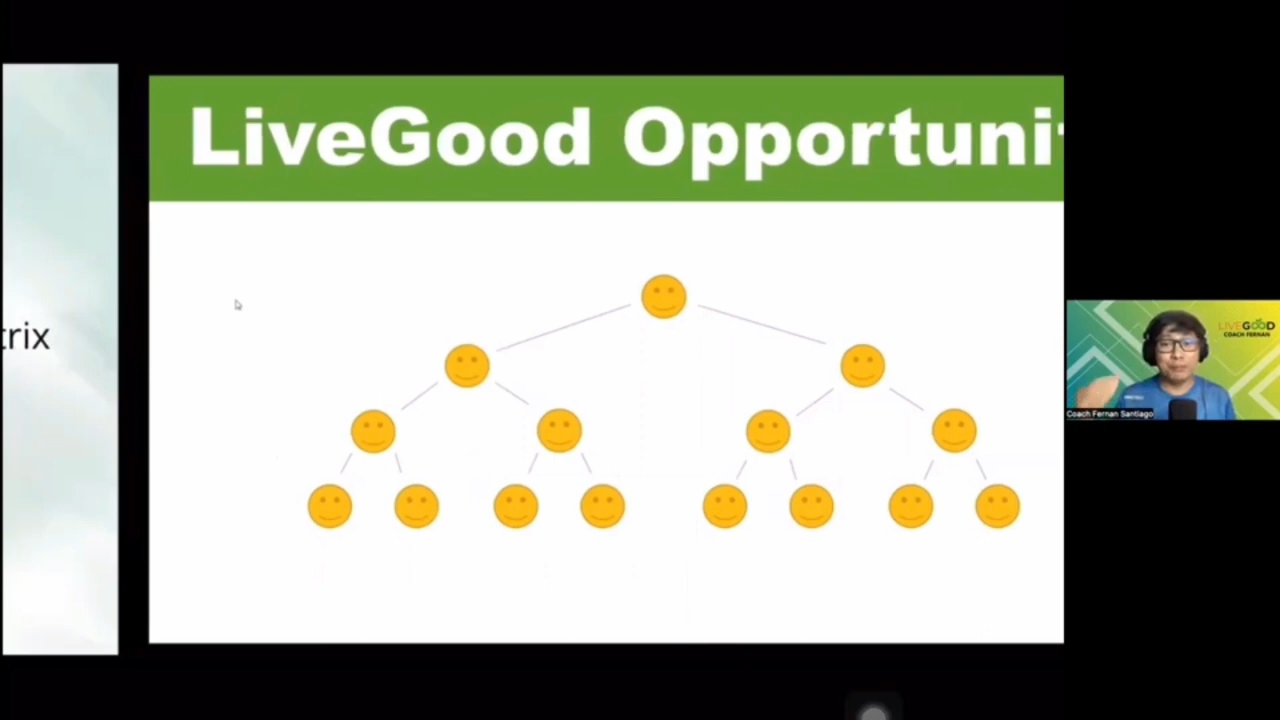 LiveGood Opportuni
trix
LIVEGOOD
COACH FERNAN
Coach Fernan Santiago